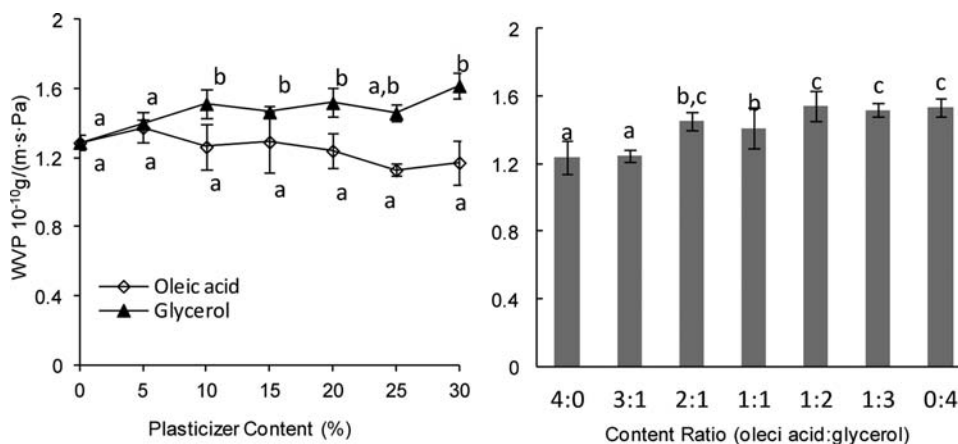 WVP 10⁻¹⁰g/(m·s·Pa)
2
1.6
1.2
0.8
0.4
0
a a b b b a,b b
a a a a a a a
Oleic acid
Glycerol
0 5 10 15 20 25 30
Plasticizer Content (%)
2
1.6
1.2
0.8
0.4
0
a a b,c b c c c
4:0 3:1 2:1 1:1 1:2 1:3 0:4
Content Ratio (oleci acid:glycerol)